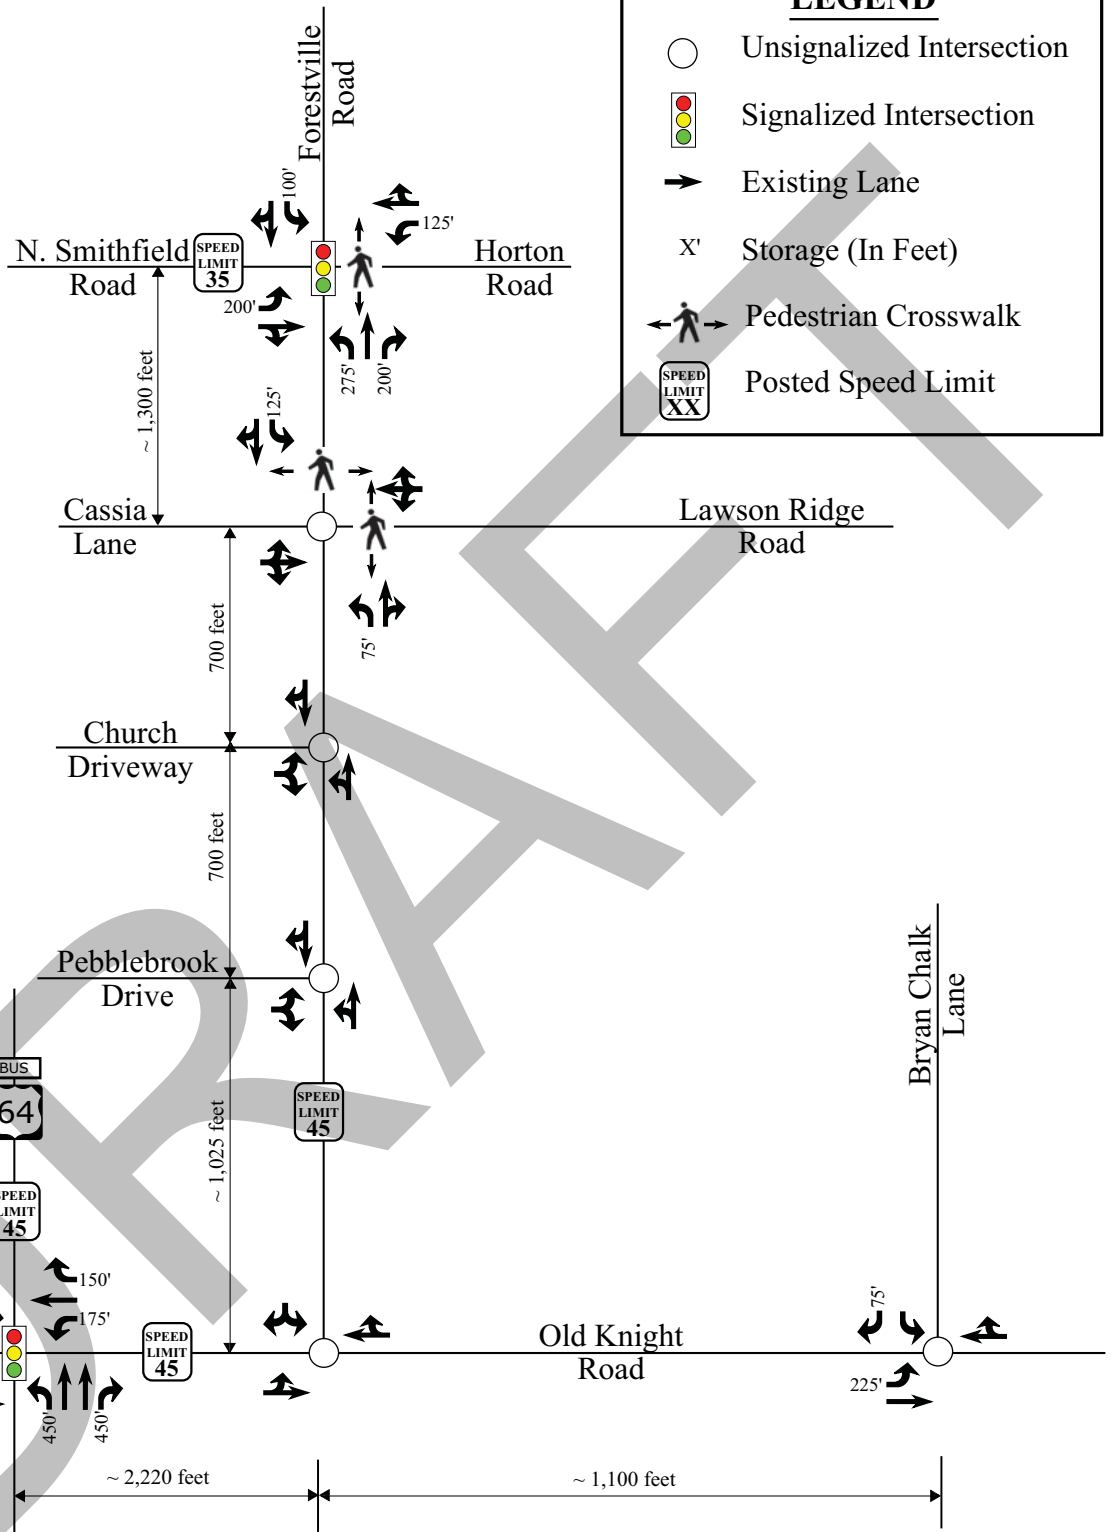 LEGEND
Unsignalized Intersection
Signalized Intersection
Existing Lane
X' Storage (In Feet)
Pedestrian Crosswalk
SPEED
LIMIT
XX
Posted Speed Limit
Forestville
Road
100'
125'
N. Smithfield
Road
SPEED
LIMIT
35
Horton
Road
200'
275'
200'
~ 1,300 feet
125'
Cassia
Lane
Lawson Ridge
Road
75'
700 feet
Church
Driveway
700 feet
Pebblebrook
Drive
~ 1,025 feet
SPEED
LIMIT
45
Bryan Chalk
Lane
BUS
64
SPEED
LIMIT
45
150'
175'
SPEED
LIMIT
45
450'
450'
Old Knight
Road
75'
225'
~ 2,220 feet
~ 1,100 feet
DRAFT